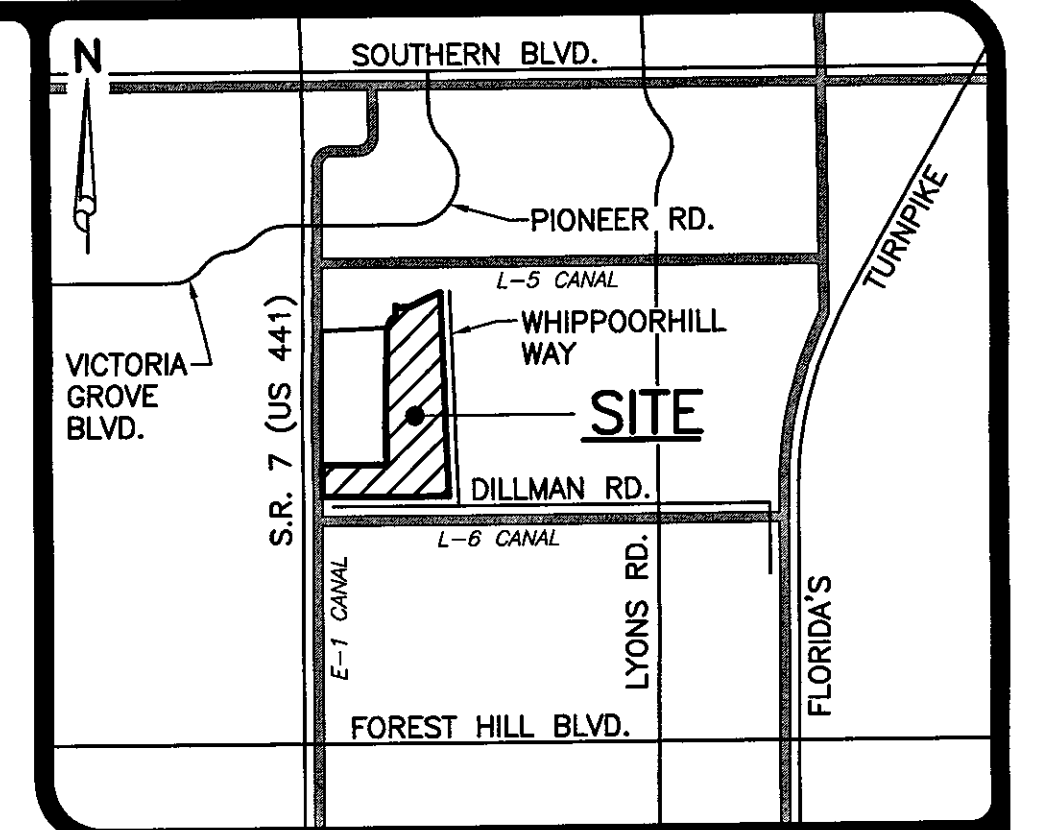 N
SOUTHERN BLVD.
PIONEER RD.
TURNPIKE
L-5 CANAL
S.R. 7 (US 441)
WHIPPOORHILL
WAY
VICTORIA
GROVE
BLVD.
SITE
DILLMAN RD.
L-6 CANAL
E-1 CANAL
LYONS RD.
FLORIDA'S
FOREST HILL BLVD.